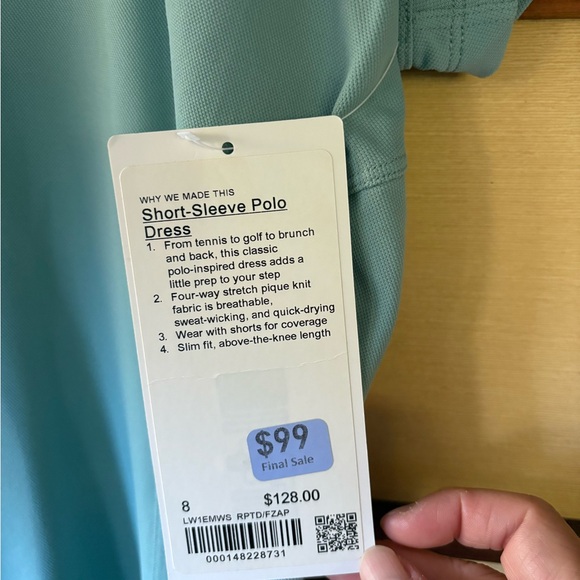 WHY WE MADE THIS
Short-Sleeve Polo
Dress
1. From tennis to golf to brunch
and back, this classic
polo-inspired dress adds a
little prep to your step
2. Four-way stretch pique knit
fabric is breathable,
sweat-wicking, and quick-drying
3. Wear with shorts for coverage
4. Slim fit, above-the-knee length
$99
Final Sale
8 $128.00
LW1EMWS RPTD/FZAP
000148228731